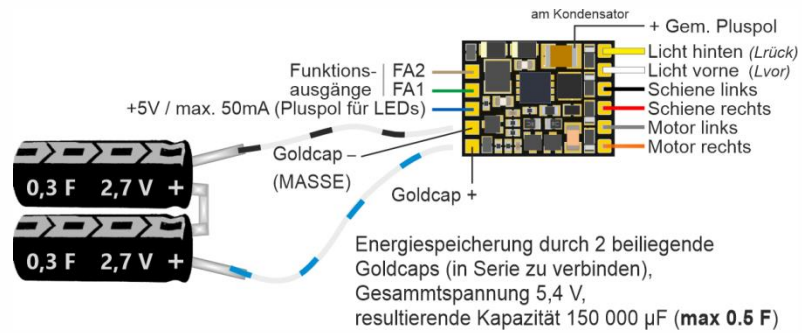 am Kondensator
+ Gem. Pluspol
Licht hinten (Lrück)
Licht vorne (Lvor)
Schiene links
Schiene rechts
Motor links
Motor rechts
Funktions-
ausgänge
FA2
FA1
+5V / max. 50mA (Pluspol für LEDs)
Goldcap –
(MASSE)
Goldcap +
0,3 F 2,7 V +
0,3 F 2,7 V +
Energiespeicherung durch 2 beiliegende
Goldcaps (in Serie zu verbinden),
Gesammtspannung 5,4 V,
resultierende Kapazität 150 000 µF (max 0.5 F)